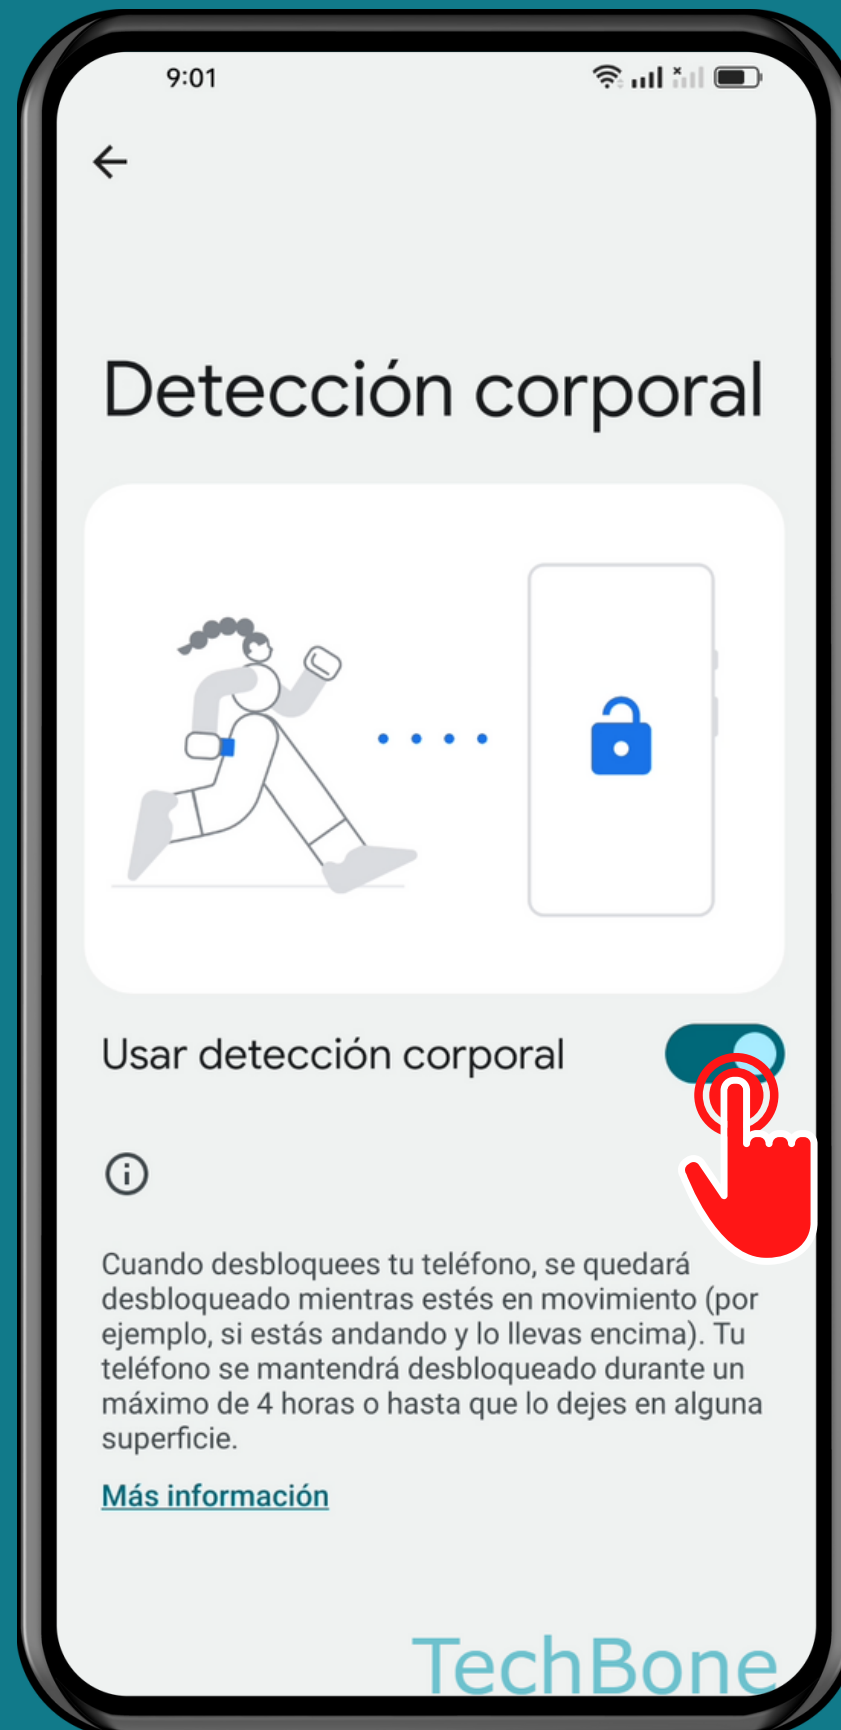 9:01
Detección corporal
Usar detección corporal
Cuando desbloquees tu teléfono, se quedará
desbloqueado mientras estés en movimiento (por
ejemplo, si estás andando y lo llevas encima). Tu
teléfono se mantendrá desbloqueado durante un
máximo de 4 horas o hasta que lo dejes en alguna
superficie.
Más información
TechBone